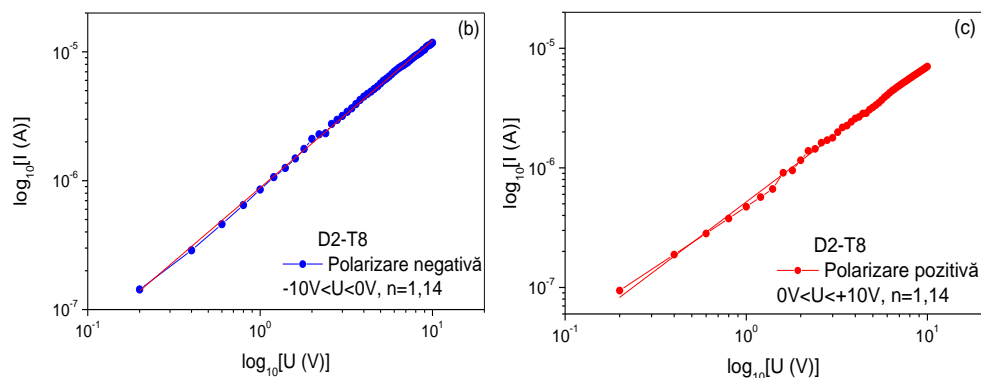 (b)
10⁻⁵
10⁻⁶
10⁻⁷
log₁₀[I (A)]
D2-T8
Polarizare negativă
-10V<U<0V, n=1,14
10⁻¹ 10⁰ 10¹
log₁₀[U (V)]
(c)
10⁻⁵
10⁻⁶
10⁻⁷
log₁₀[I (A)]
D2-T8
Polarizare pozitivă
0V<U<+10V, n=1,14
10⁻¹ 10⁰ 10¹
log₁₀[U (V)]